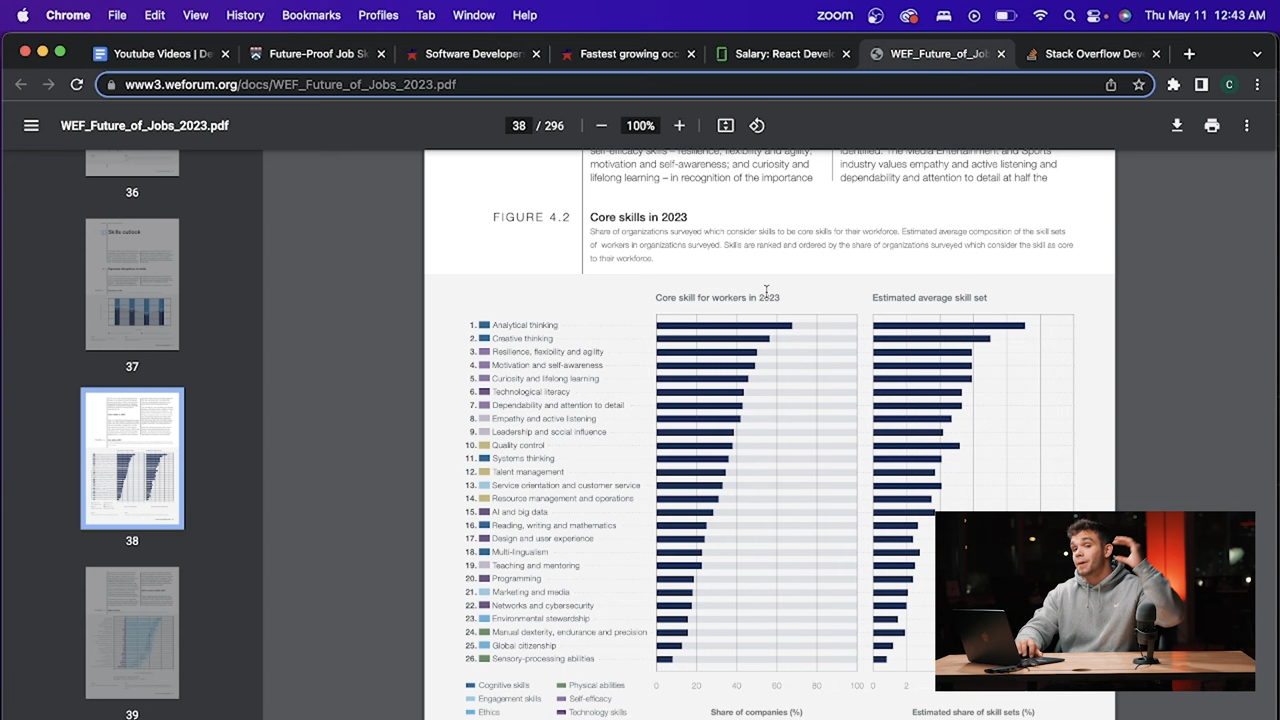 Chrome File Edit View History Bookmarks Profiles Tab Window Help zoom Thu May 11 12:43 AM
Youtube Videos | De Future-Proof Job Sk Software Developers Fastest growing occ Salary: React Devel WEF_Future_of_Jo Stack Overflow Dev
www3.weforum.org/docs/WEF_Future_of_Jobs_2023.pdf C
WEF_Future_of_Jobs_2023.pdf 38 / 296 100%
36
Skills outlook
37
38
39
self-efficacy skills – resilience, flexibility and agility;
motivation and self-awareness; and curiosity and
lifelong learning – in recognition of the importance
identified. The Media Entertainment and Sports
industry values empathy and active listening and
dependability and attention to detail at half the
FIGURE 4.2 Core skills in 2023
Share of organizations surveyed which consider skills to be core skills for their workforce. Estimated average composition of the skill sets
of workers in organizations surveyed. Skills are ranked and ordered by the share of organizations surveyed which consider the skill as core
to their workforce.
Core skill for workers in 2023 Estimated average skill set
1. Analytical thinking
2. Creative thinking
3. Resilience, flexibility and agility
4. Motivation and self-awareness
5. Curiosity and lifelong learning
6. Technological literacy
7. Dependability and attention to detail
8. Empathy and active listening
9. Leadership and social influence
10. Quality control
11. Systems thinking
12. Talent management
13. Service orientation and customer service
14. Resource management and operations
15. AI and big data
16. Reading, writing and mathematics
17. Design and user experience
18. Multi-lingualism
19. Teaching and mentoring
20. Programming
21. Marketing and media
22. Networks and cybersecurity
23. Environmental stewardship
24. Manual dexterity, endurance and precision
25. Global citizenship
26. Sensory-processing abilities
0 20 40 60 80 100 0 2
Cognitive skills Physical abilities
Engagement skills Self-efficacy
Ethics Technology skills
Share of companies (%) Estimated share of skill sets (%)